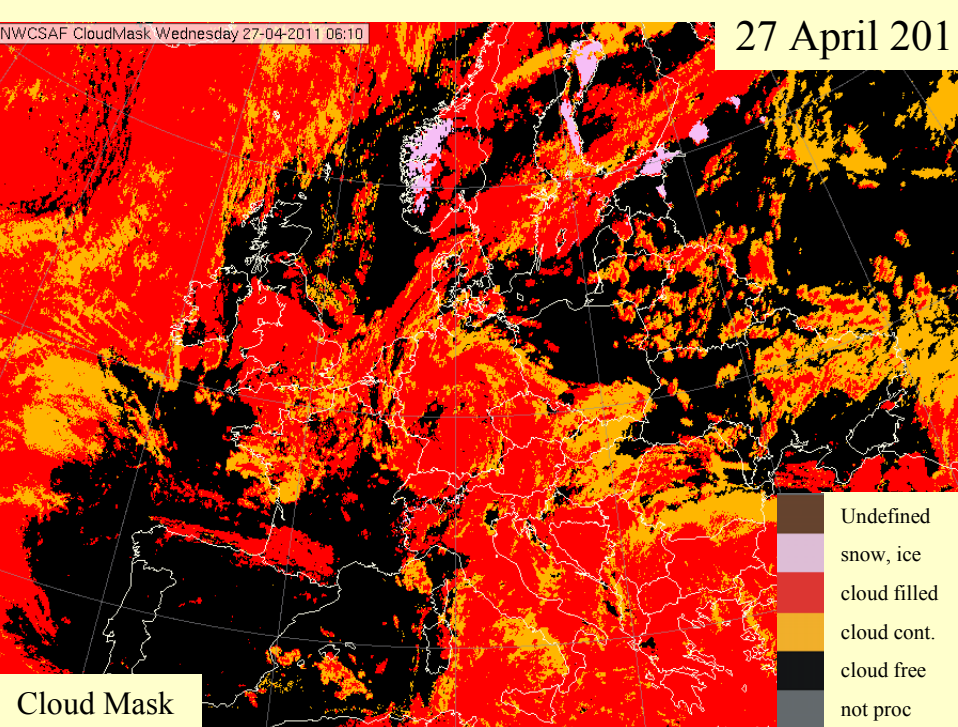 NWCSAF CloudMask Wednesday 27-04-2011 06:10
27 April 201
Undefined
snow, ice
cloud filled
cloud cont.
cloud free
not proc
Cloud Mask